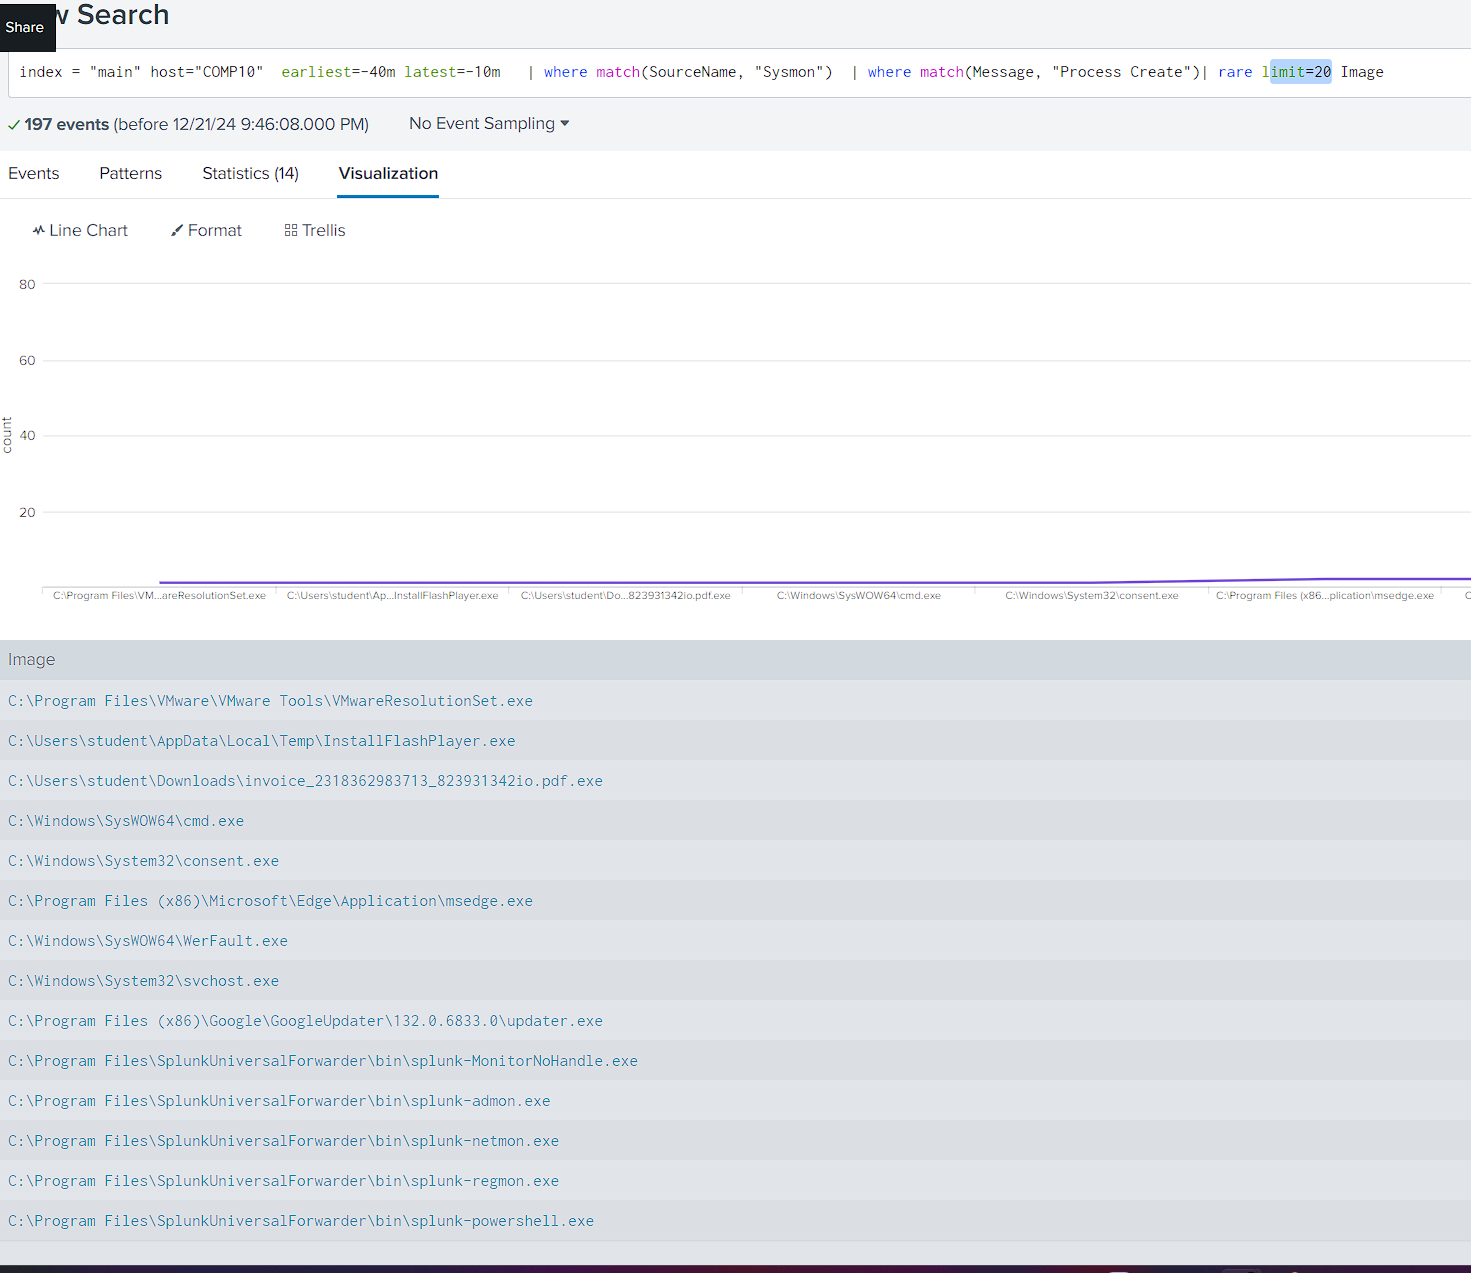 Share
w Search
index = "main" host="COMP10" earliest=-40m latest=-10m | where match(SourceName, "Sysmon") | where match(Message, "Process Create")| rare limit=20 Image
197 events (before 12/21/24 9:46:08.000 PM) No Event Sampling
Events Patterns Statistics (14) Visualization
Line Chart Format Trellis
80
60
40
20
count
C:\Program Files\VM...areResolutionSet.exe C:\Users\student\Ap...InstallFlashPlayer.exe C:\Users\student\Do...823931342io.pdf.exe C:\Windows\SysWOW64\cmd.exe C:\Windows\System32\consent.exe C:\Program Files (x86...plication\msedge.exe C
Image
C:\Program Files\VMware\VMware Tools\VMwareResolutionSet.exe
C:\Users\student\AppData\Local\Temp\InstallFlashPlayer.exe
C:\Users\student\Downloads\invoice_2318362983713_823931342io.pdf.exe
C:\Windows\SysWOW64\cmd.exe
C:\Windows\System32\consent.exe
C:\Program Files (x86)\Microsoft\Edge\Application\msedge.exe
C:\Windows\SysWOW64\WerFault.exe
C:\Windows\System32\svchost.exe
C:\Program Files (x86)\Google\GoogleUpdater\132.0.6833.0\updater.exe
C:\Program Files\SplunkUniversalForwarder\bin\splunk-MonitorNoHandle.exe
C:\Program Files\SplunkUniversalForwarder\bin\splunk-admon.exe
C:\Program Files\SplunkUniversalForwarder\bin\splunk-netmon.exe
C:\Program Files\SplunkUniversalForwarder\bin\splunk-regmon.exe
C:\Program Files\SplunkUniversalForwarder\bin\splunk-powershell.exe